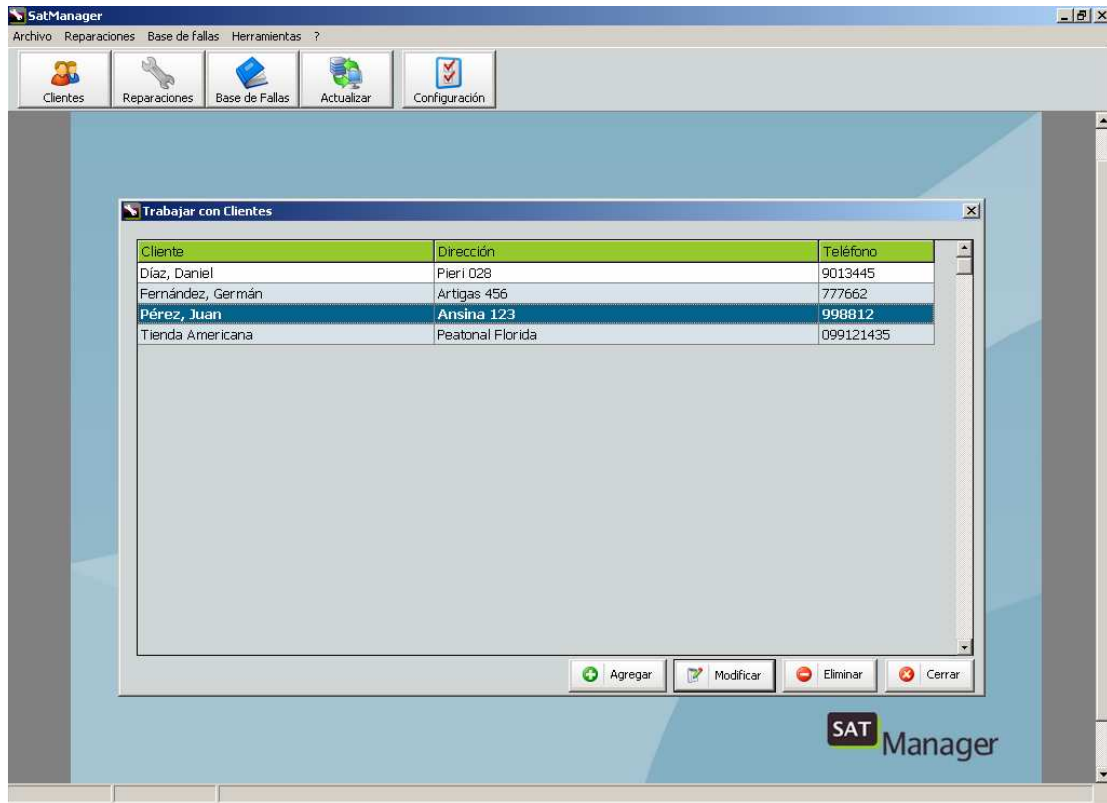 SatManager
Archivo Reparaciones Base de fallas Herramientas ?
Clientes Reparaciones Base de Fallas Actualizar Configuración
Trabajar con Clientes
Cliente Dirección Teléfono
Díaz, Daniel Pieri 028 9013445
Fernández, Germán Artigas 456 777662
Pérez, Juan Ansina 123 998812
Tienda Americana Peatonal Florida 099121435
Agregar Modificar Eliminar Cerrar
SAT Manager